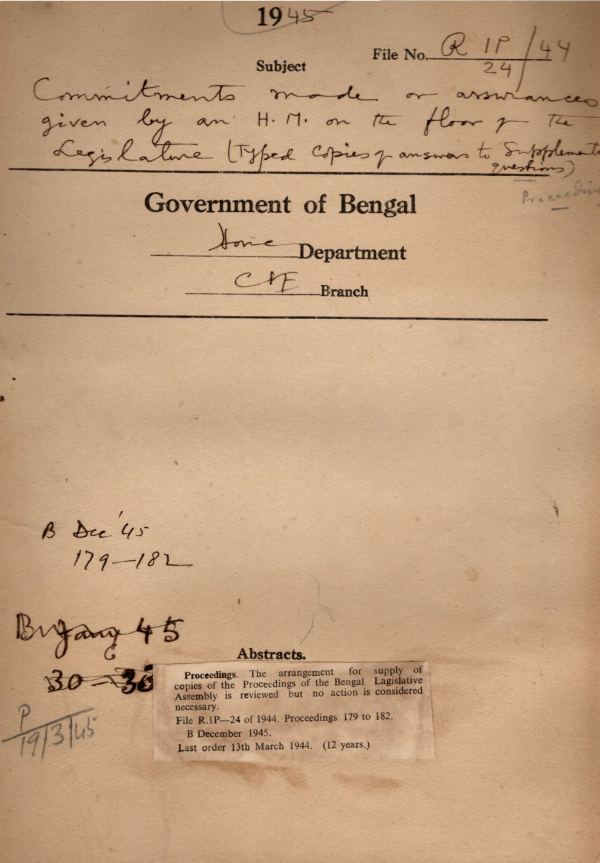 1945
File No. R 1P/44
24
Subject
Commitments made or assurances
given by an H.M. on the floor of the
Legislature (Typed copies of answers to Supplementary
questions)
Proceedings
Government of Bengal
Home Department
Branch
B Dec '45
179—182
B Jany 45
30—36
P
19/3/45
Abstracts.
Proceedings. The arrangement for supply of
copies of the Proceedings of the Bengal Lagislative
Assembly is reviewed but no action is considered
necessary.
File R.1P—24 of 1944. Proceedings 179 to 182.
B December 1945.
Last order 13th March 1944. (12 years.)